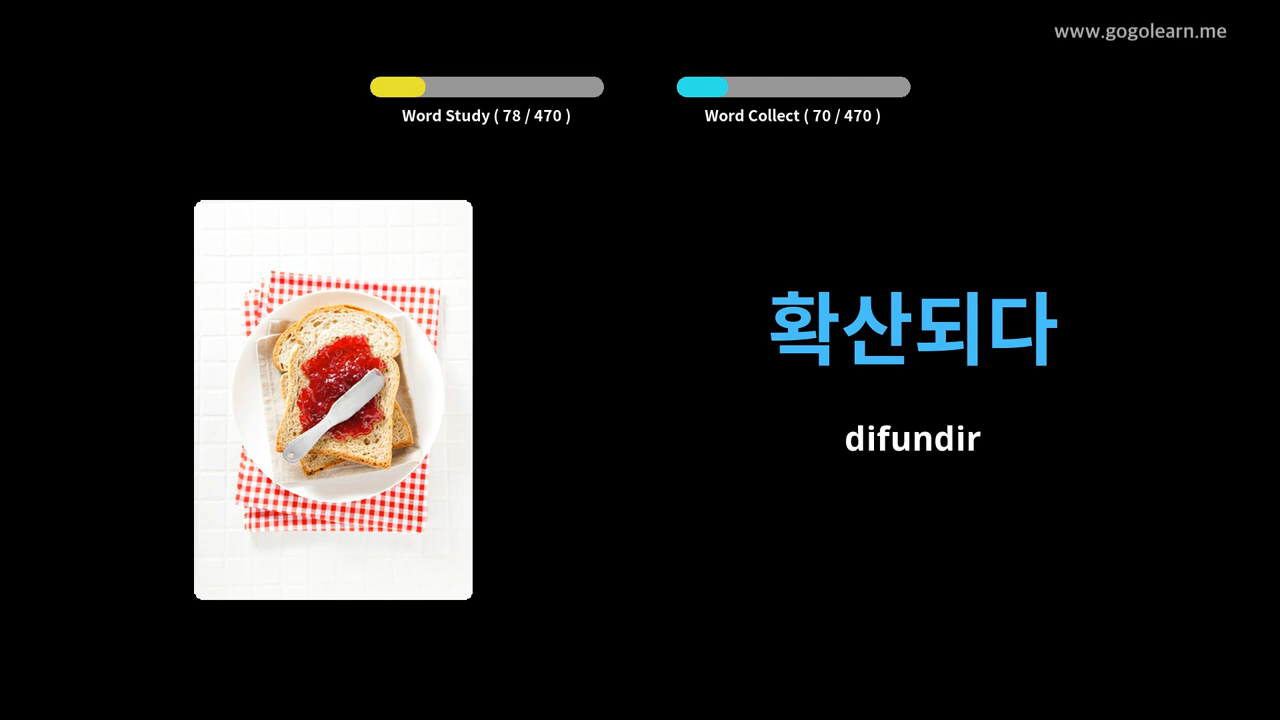 www.gogolearn.me
Word Study ( 78 / 470 )
Word Collect ( 70 / 470 )
확산되다
difundir